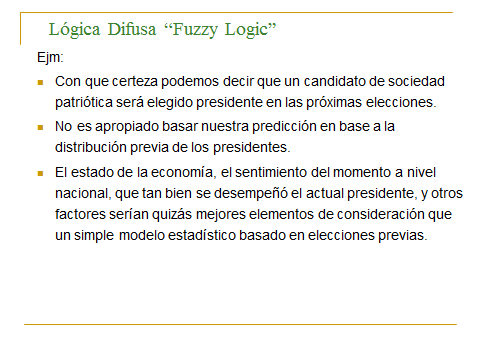 Lógica Difusa “Fuzzy Logic”
Ejm:
Con que certeza podemos decir que un candidato de sociedad
patriótica será elegido presidente en las próximas elecciones.
No es apropiado basar nuestra predicción en base a la
distribución previa de los presidentes.
El estado de la economía, el sentimiento del momento a nivel
nacional, que tan bien se desempeñó el actual presidente, y otros
factores serían quizás mejores elementos de consideración que
un simple modelo estadístico basado en elecciones previas.